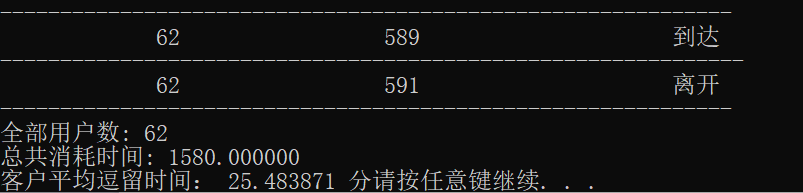 --------------------------------------------------------------
62 589 到达
---------------------------------------------------------------
62 591 离开
--------------------------------------------------------------
全部用户数: 62
总共消耗时间: 1580.000000
客户平均逗留时间： 25.483871 分请按任意键继续. . .